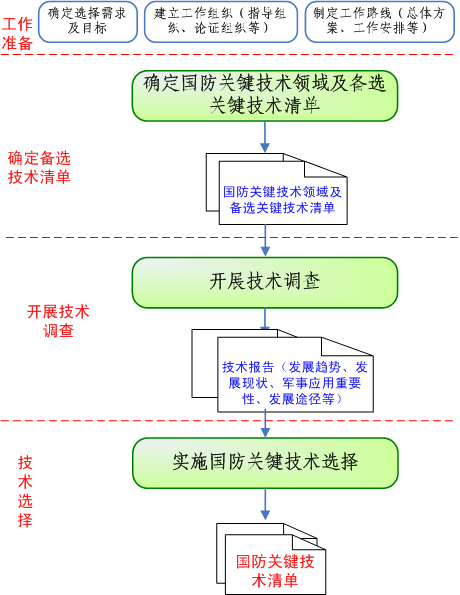 工作
准备
确定选择需求
及目标
建立工作组织（指导组
织、论证组织等）
制定工作路线（总体方
案、工作安排等）
确定国防关键技术领域及备选
关键技术清单
确定备选
技术清单
国防关键技术领域及
备选关键技术清单
开展技术
调查
开展技术调查
技术报告（发展趋势、发
展现状、军事应用重要
性、发展途径等）
技
术
选
择
实施国防关键技术选择
国防关键技
术清单